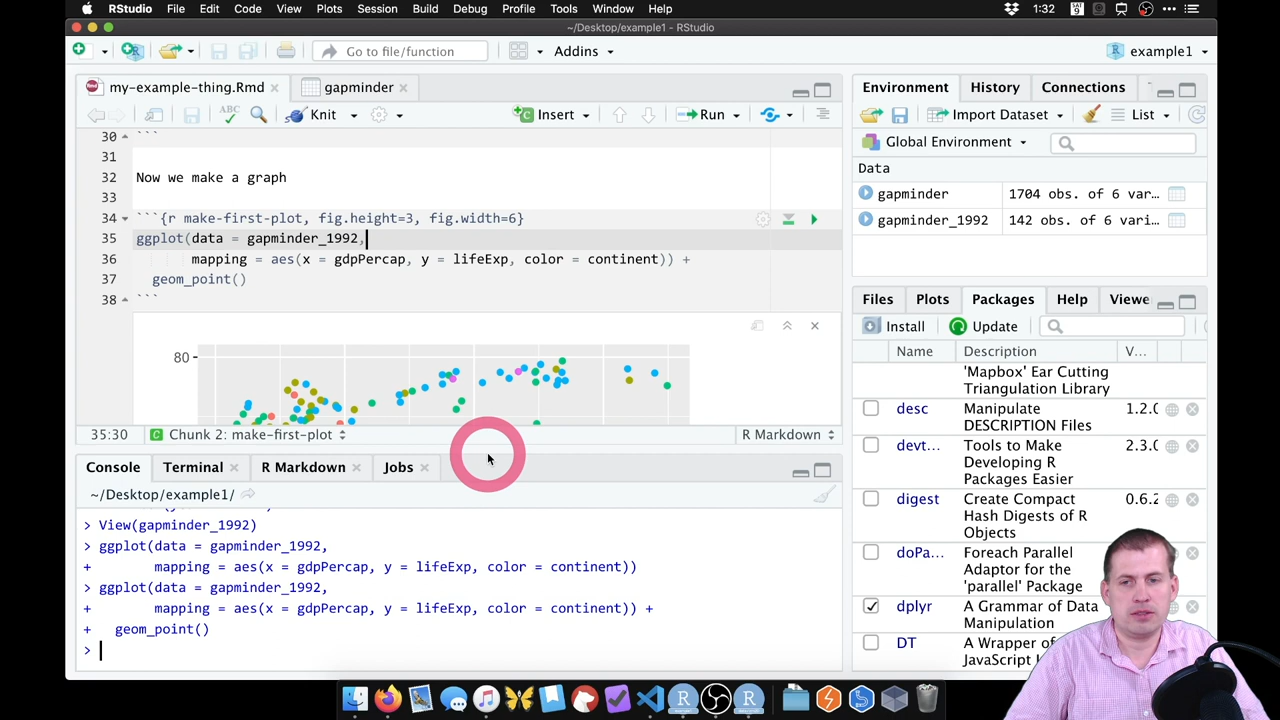 RStudio File Edit Code View Plots Session Build Debug Profile Tools Window Help 1:32 SAT 9
~/Desktop/example1 - RStudio
Go to file/function Addins example1
my-example-thing.Rmd gapminder
ABC Knit Insert Run
30 ```
31
32 Now we make a graph
33
34 ```{r make-first-plot, fig.height=3, fig.width=6}
35 ggplot(data = gapminder_1992,
36 mapping = aes(x = gdpPercap, y = lifeExp, color = continent)) +
37 geom_point()
38 ```
80
35:30 Chunk 2: make-first-plot R Markdown
Console Terminal R Markdown Jobs
~/Desktop/example1/
> View(gapminder_1992)
> ggplot(data = gapminder_1992,
+ mapping = aes(x = gdpPercap, y = lifeExp, color = continent))
> ggplot(data = gapminder_1992,
+ mapping = aes(x = gdpPercap, y = lifeExp, color = continent)) +
+ geom_point()
>
Environment History Connections
Import Dataset List
Global Environment
Data
gapminder 1704 obs. of 6 var…
gapminder_1992 142 obs. of 6 vari…
Files Plots Packages Help Viewe
Install Update
Name Description V…
'Mapbox' Ear Cutting
Triangulation Library
desc Manipulate 1.2.0
DESCRIPTION Files
devt… Tools to Make 2.3.0
Developing R
Packages Easier
digest Create Compact 0.6.2
Hash Digests of R
Objects
doPa… Foreach Parallel
Adaptor for the
'parallel' Package
dplyr A Grammar of Data
Manipulation
DT A Wrapper of
JavaScript